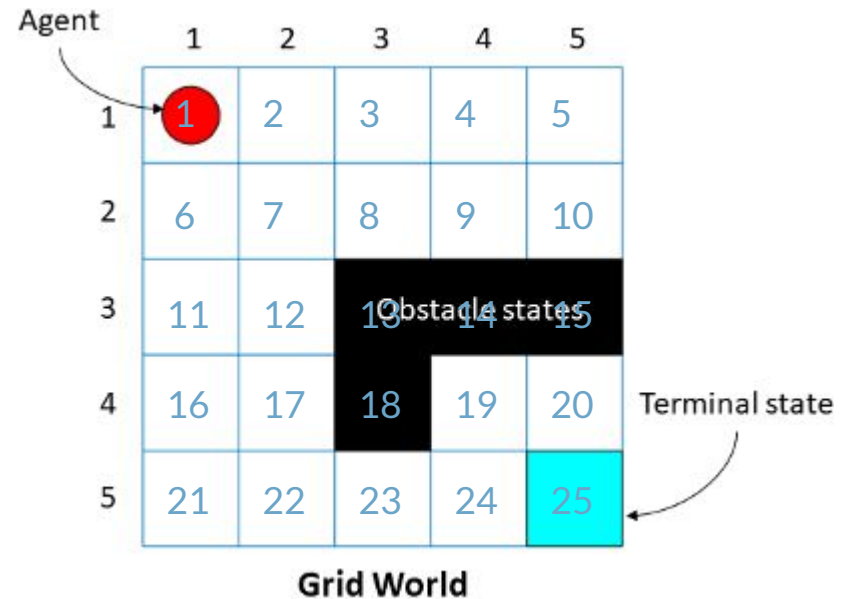 Agent
1 2 3 4 5
1 1 2 3 4 5
2 6 7 8 9 10
3 11 12 13 14 15
Obstacle states
4 16 17 18 19 20
Terminal state
5 21 22 23 24 25
Grid World